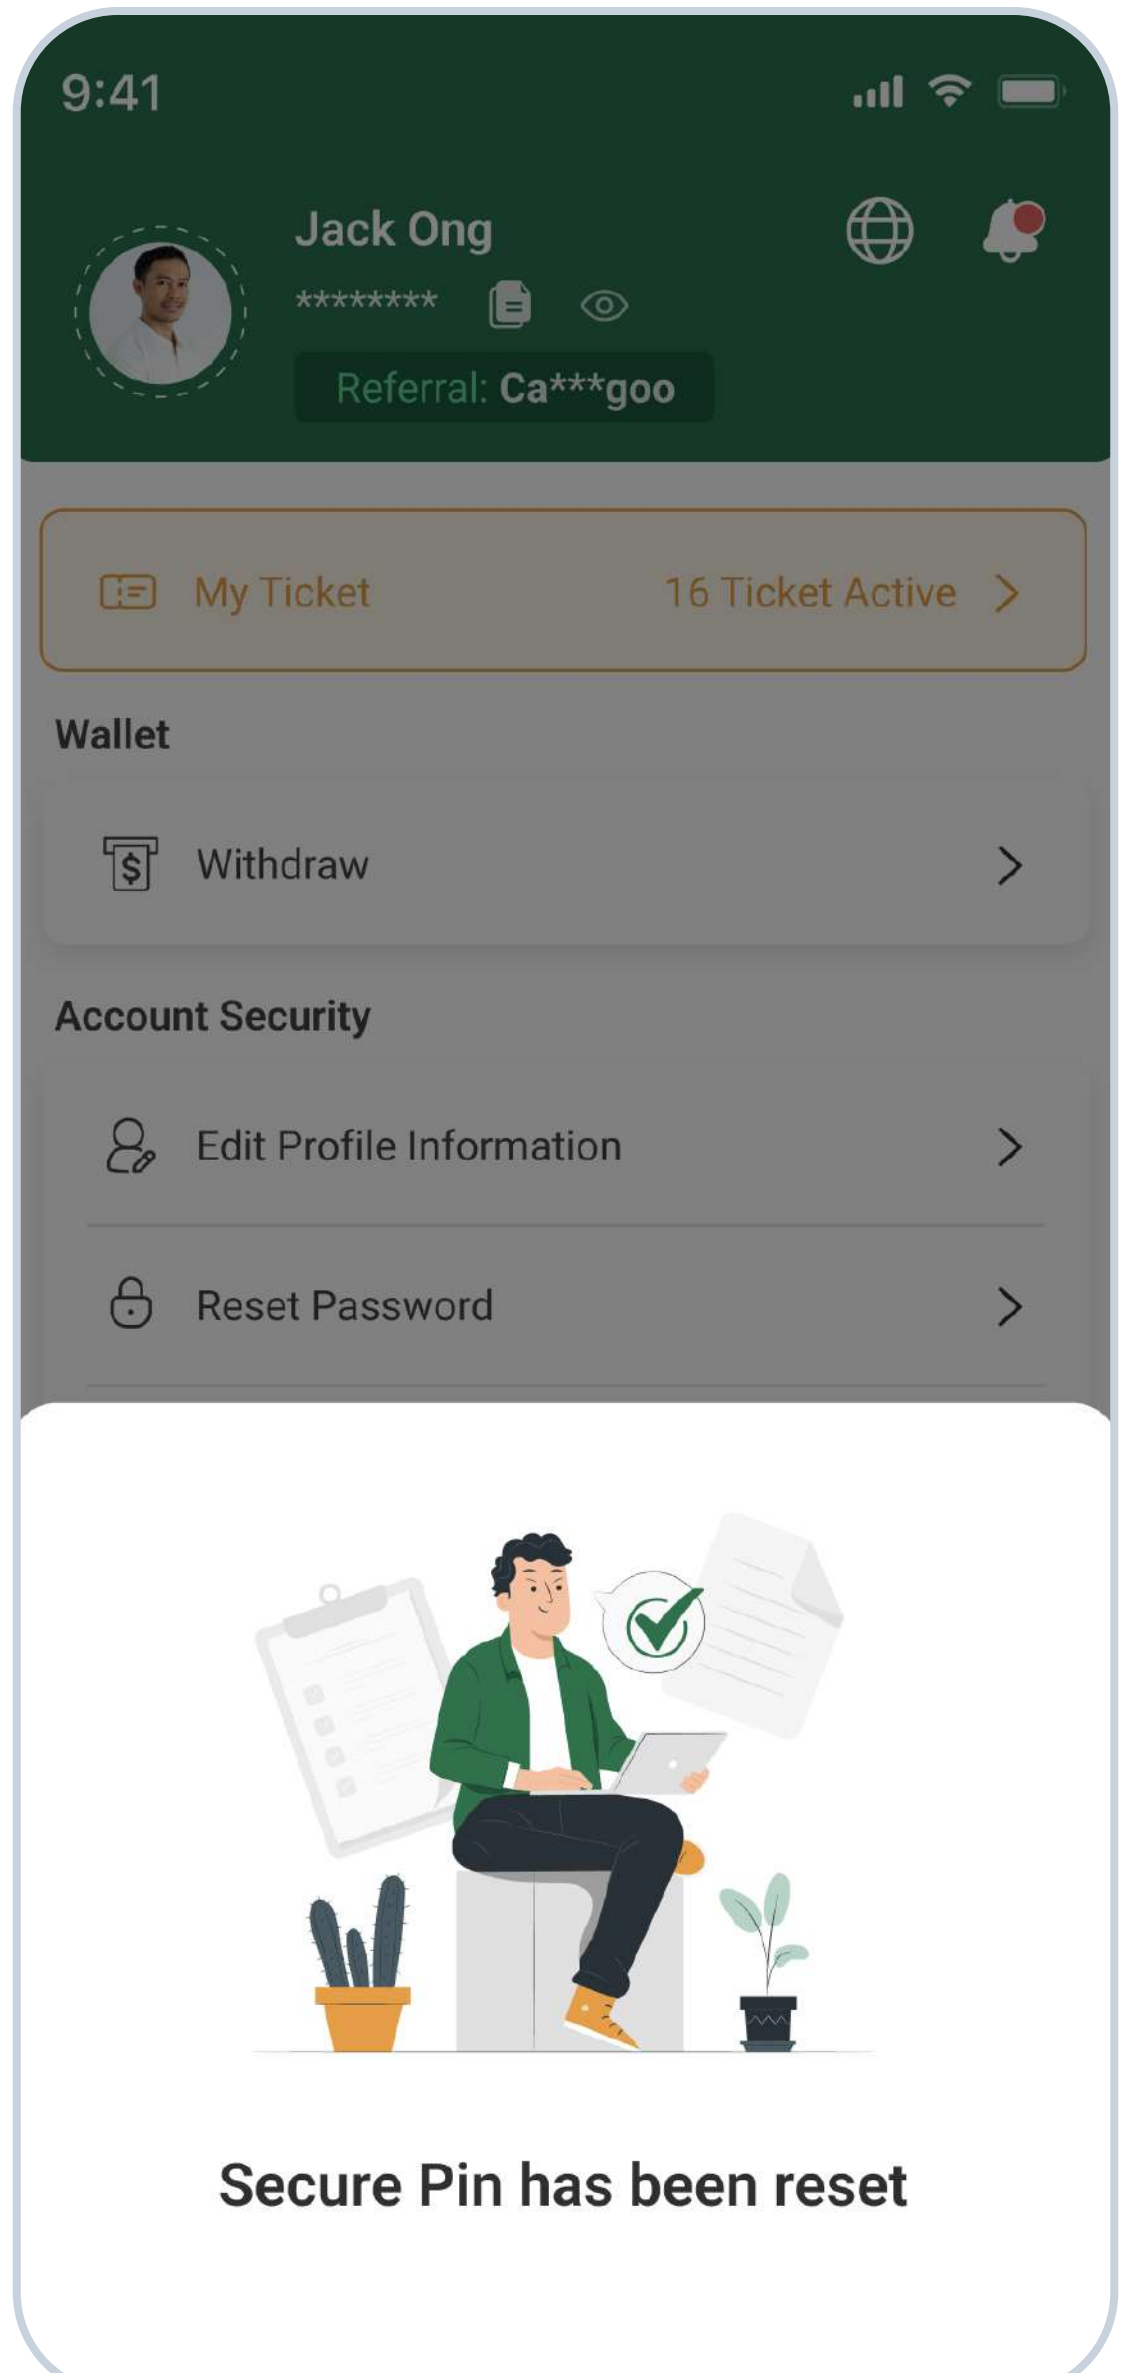 9:41
Jack Ong
********
Referral: Ca***goo
My Ticket 16 Ticket Active
Wallet
Withdraw
Account Security
Edit Profile Information
Reset Password
Secure Pin has been reset